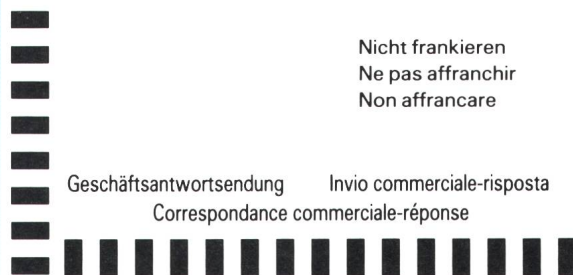 Nicht frankieren
Ne pas affranchir
Non affrancare
Geschäftsantwortsendung Invio commerciale-risposta
Correspondance commerciale-réponse